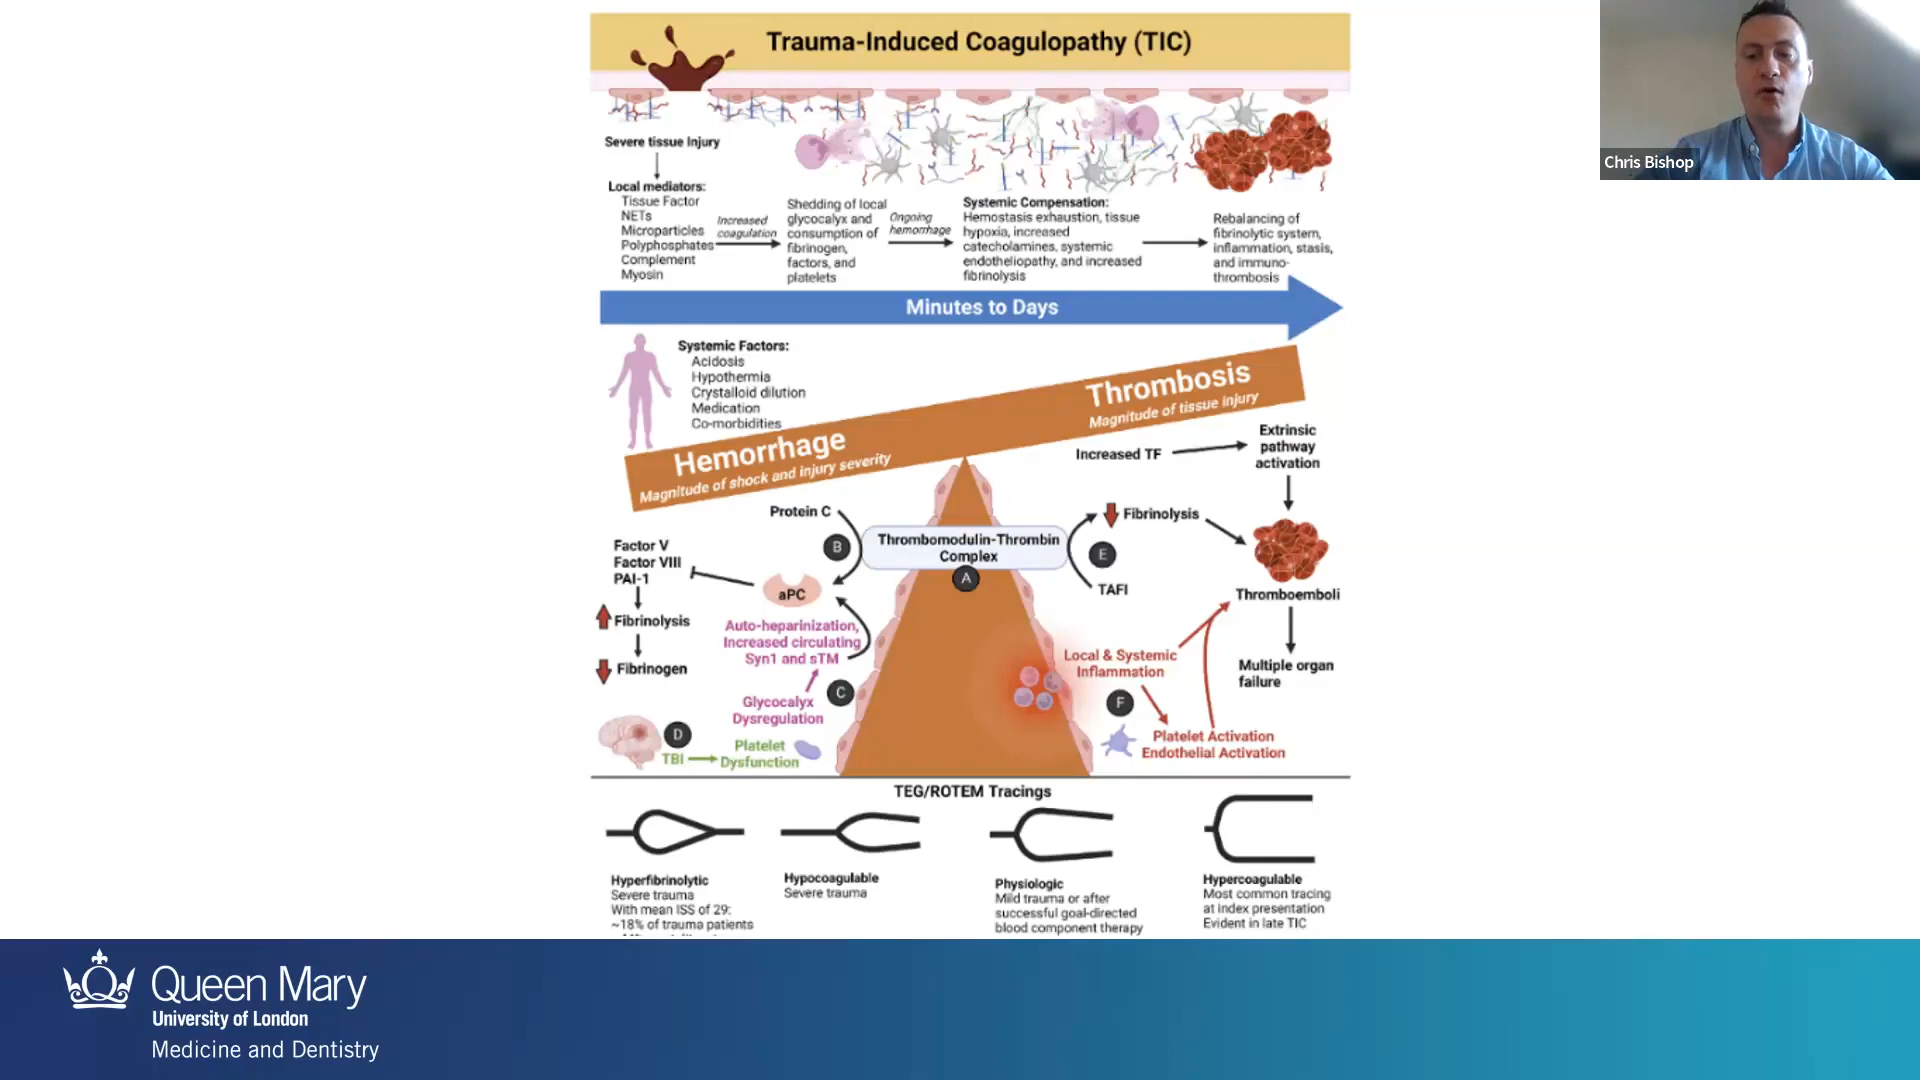 Trauma-Induced Coagulopathy (TIC)
Severe tissue Injury
Local mediators:
Tissue Factor
NETs
Microparticles
Polyphosphates
Complement
Myosin
Increased
coagulation
Shedding of local
glycocalyx and
consumption of
fibrinogen,
factors, and
platelets
Ongoing
hemorrhage
Systemic Compensation:
Hemostasis exhaustion, tissue
hypoxia, increased
catecholamines, systemic
endotheliopathy, and increased
fibrinolysis
Rebalancing of
fibrinolytic system,
inflammation, stasis,
and immuno-
thrombosis
Minutes to Days
Systemic Factors:
Acidosis
Hypothermia
Crystalloid dilution
Medication
Co-morbidities
Hemorrhage
Magnitude of shock and injury severity
Thrombosis
Magnitude of tissue injury
Protein C
B
Factor V
Factor VIII
PAI-1
Fibrinolysis
Fibrinogen
aPC
Auto-heparinization,
Increased circulating
Syn1 and sTM
C
Glycocalyx
Dysregulation
D
TBI
Platelet
Dysfunction
Thrombomodulin-Thrombin
Complex
A
Increased TF
Extrinsic
pathway
activation
Fibrinolysis
E
TAFI
Thromboemboli
Local & Systemic
Inflammation
F
Platelet Activation
Endothelial Activation
Multiple organ
failure
TEG/ROTEM Tracings
Hyperfibrinolytic
Severe trauma
With mean ISS of 29:
~18% of trauma patients
Hypocoagulable
Severe trauma
Physiologic
Mild trauma or after
successful goal-directed
blood component therapy
Hypercoagulable
Most common tracing
at index presentation
Evident in late TIC
Chris Bishop
Queen Mary
University of London
Medicine and Dentistry